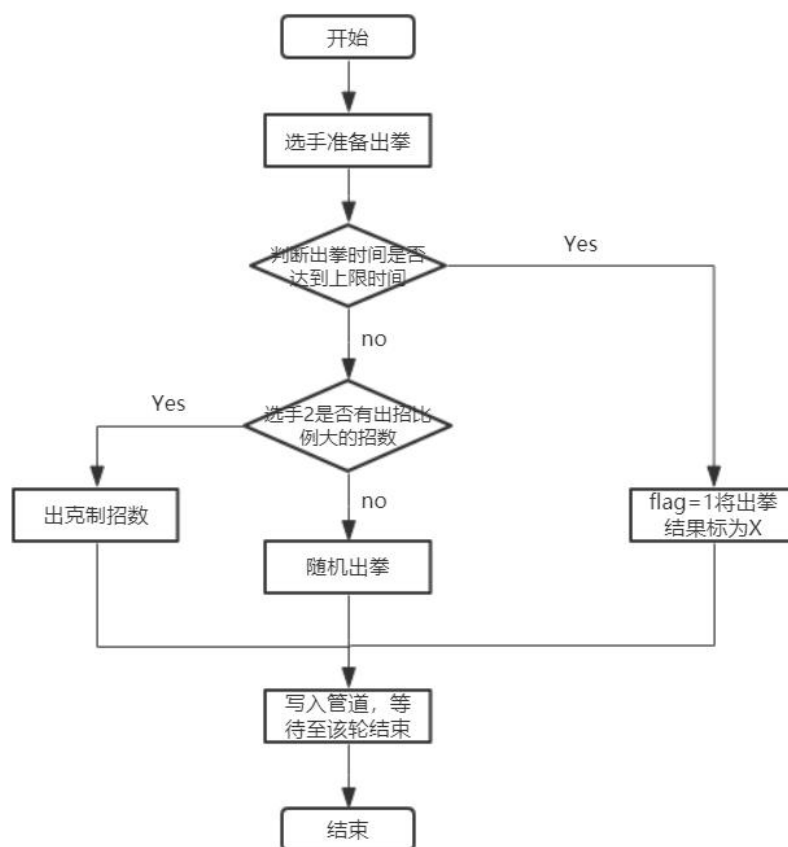 开始
选手准备出拳
判断出拳时间是否
达到上限时间
Yes
no
选手2是否有出招比
例大的招数
Yes
no
出克制招数
flag=1将出拳
结果标为X
随机出拳
写入管道，等
待至该轮结束
结束